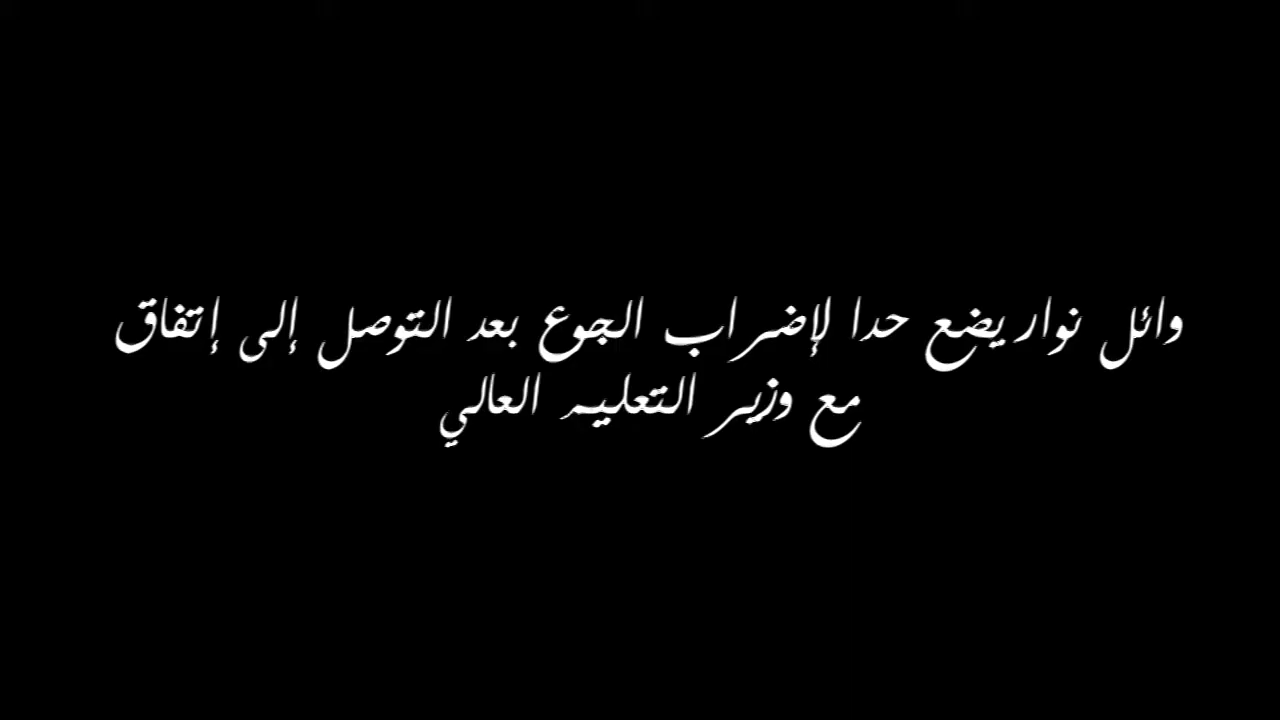 وائل نوار يضع حدا لإضراب الجوع بعد التوصل إلى إتفاق
مع وزير التعليم العالي